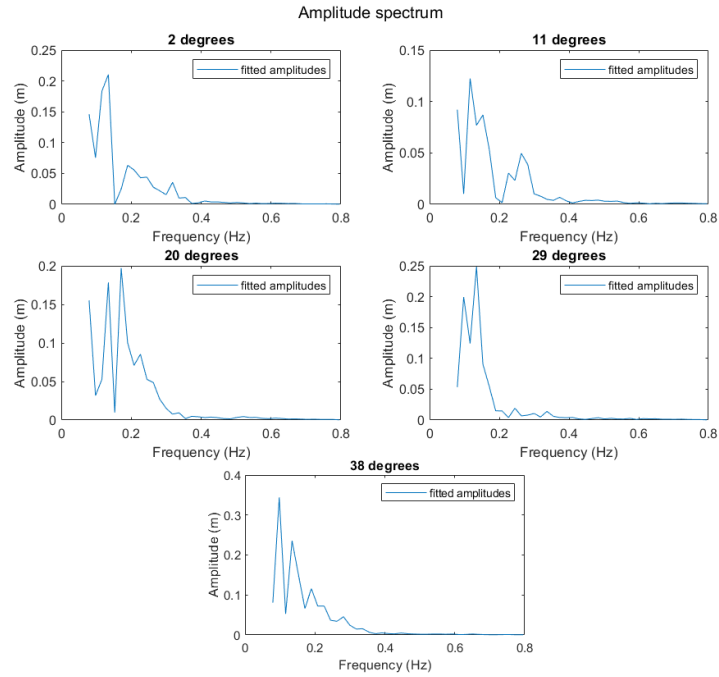 Amplitude spectrum
2 degrees
0.25
0.2
0.15
0.1
0.05
0
Amplitude (m)
fitted amplitudes
0 0.2 0.4 0.6 0.8
Frequency (Hz)
11 degrees
0.15
0.1
0.05
0
Amplitude (m)
fitted amplitudes
0 0.2 0.4 0.6 0.8
Frequency (Hz)
20 degrees
0.2
0.15
0.1
0.05
0
Amplitude (m)
fitted amplitudes
0 0.2 0.4 0.6 0.8
Frequency (Hz)
29 degrees
0.25
0.2
0.15
0.1
0.05
0
Amplitude (m)
fitted amplitudes
0 0.2 0.4 0.6 0.8
Frequency (Hz)
38 degrees
0.4
0.3
0.2
0.1
0
Amplitude (m)
fitted amplitudes
0 0.2 0.4 0.6 0.8
Frequency (Hz)